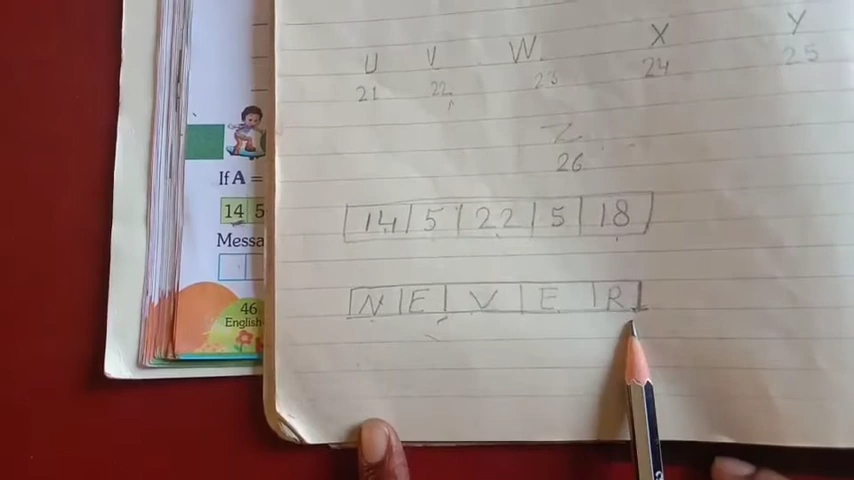 U V W X Y
21 22 23 24 25
Z
26
14 5 22 5 18
N E V E R
If A =
14 5
Messa
46
English